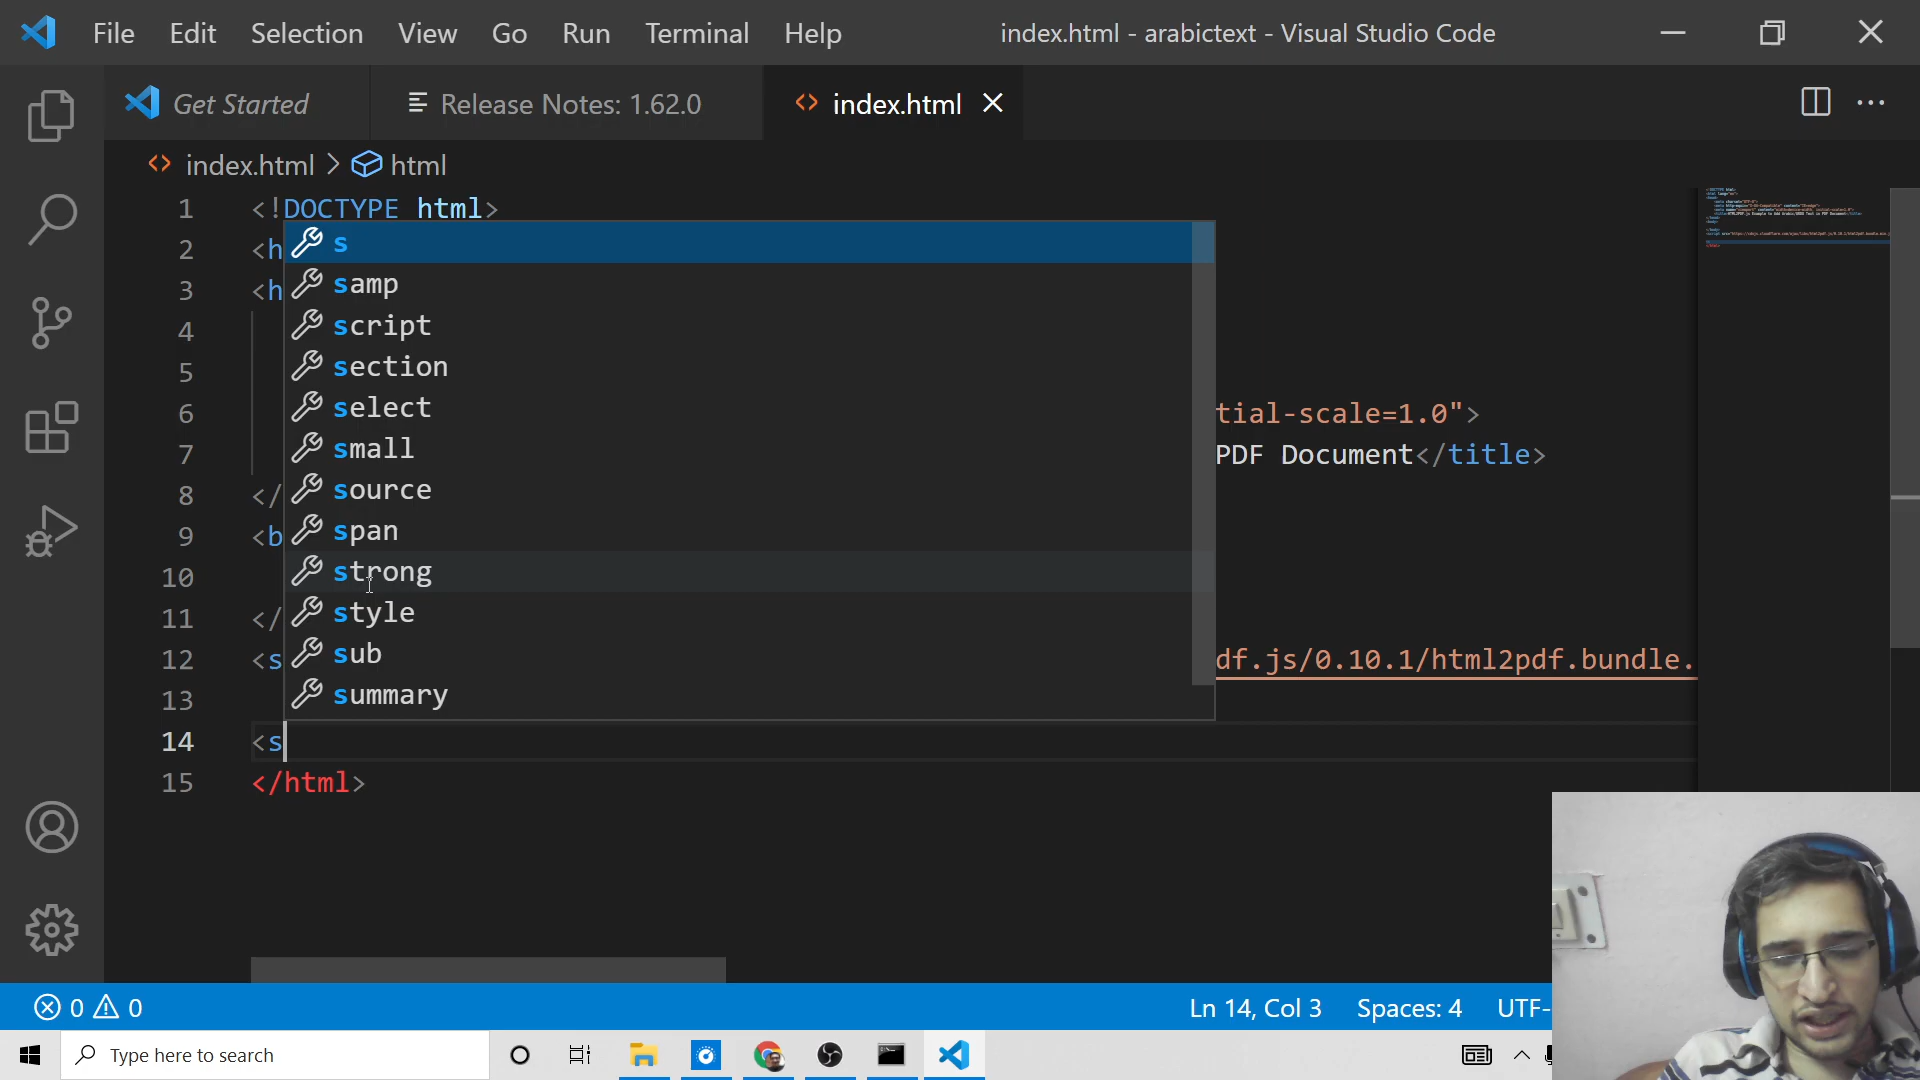 File Edit Selection View Go Run Terminal Help index.html - arabictext - Visual Studio Code
Get Started Release Notes: 1.62.0 index.html
index.html > html
1 <!DOCTYPE html>
2 <h
3 <h
4
5
6 tial-scale=1.0">
7 PDF Document</title>
8 </
9 <b
10
11 </
12 <s df.js/0.10.1/html2pdf.bundle.
13
14 <s
15 </html>
s
samp
script
section
select
small
source
span
strong
style
sub
summary
0 0 Ln 14, Col 3 Spaces: 4 UTF-
Type here to search